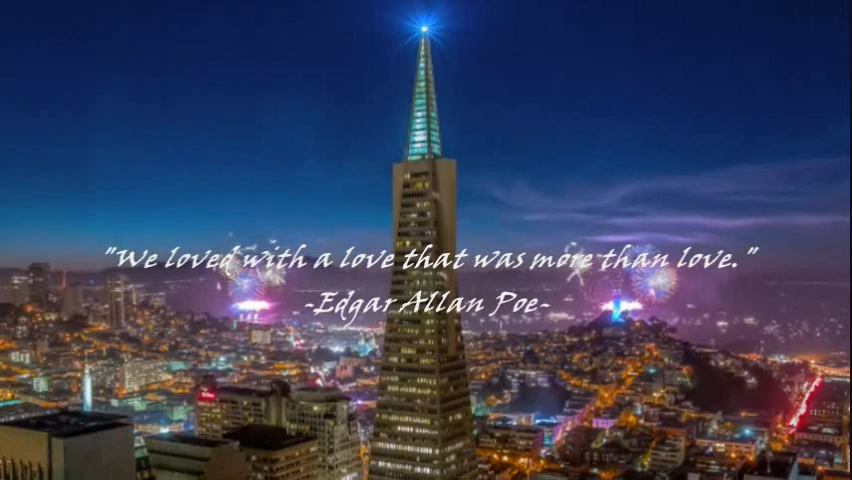 "We loved with a love that was more than love."
-Edgar Allan Poe-